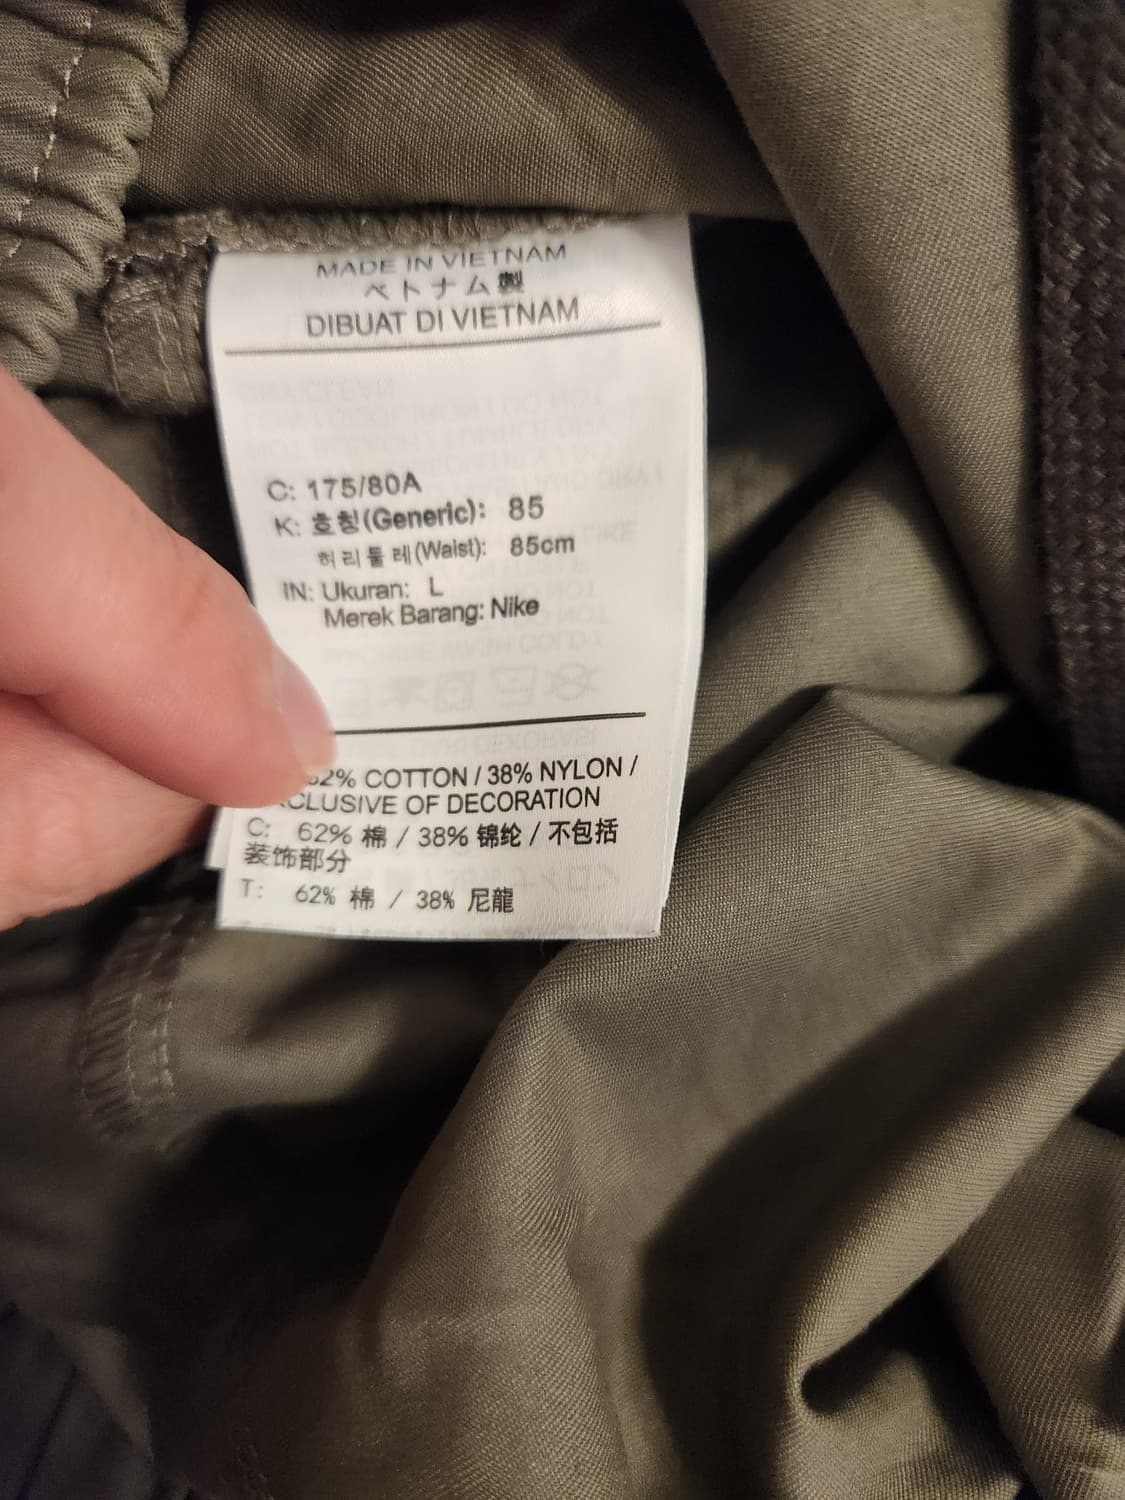 MADE IN VIETNAM
ベトナム製
DIBUAT DI VIETNAM
C: 175/80A
K: 호칭(Generic): 85
허리둘레(Waist): 85cm
IN: Ukuran: L
Merek Barang: Nike
62% COTTON / 38% NYLON /
CLUSIVE OF DECORATION
C: 62% 棉 / 38% 锦纶 / 不包括
装饰部分
T: 62% 棉 / 38% 尼龍